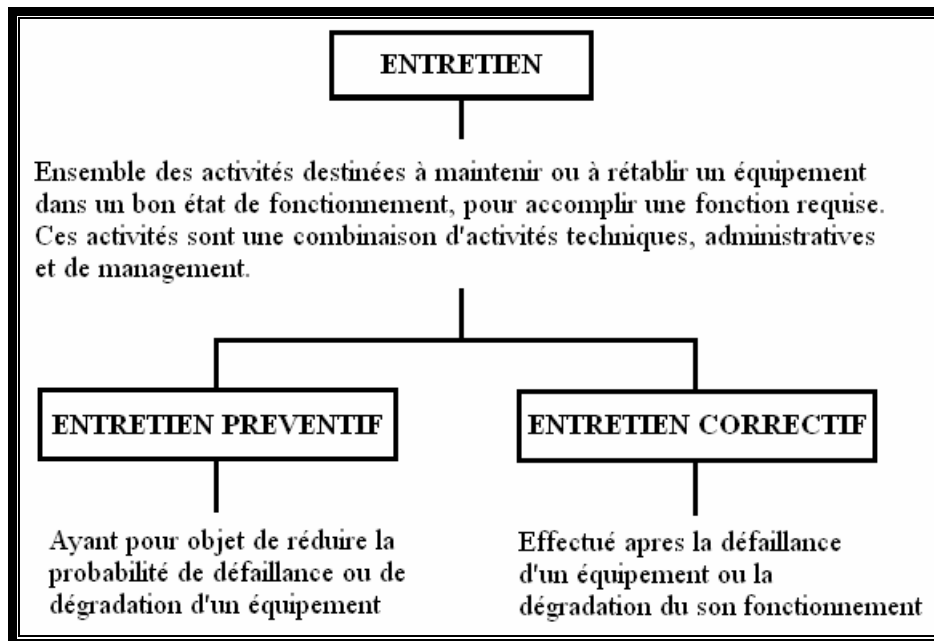 ENTRETIEN
Ensemble des activités destinées à maintenir ou à rétablir un équipement
dans un bon état de fonctionnement, pour accomplir une fonction requise.
Ces activités sont une combinaison d'activités techniques, administratives
et de management.
ENTRETIEN PREVENTIF
Ayant pour objet de réduire la
probabilité de défaillance ou de
dégradation d'un équipement
ENTRETIEN CORRECTIF
Effectué apres la défaillance
d'un équipement ou la
dégradation du son fonctionnement